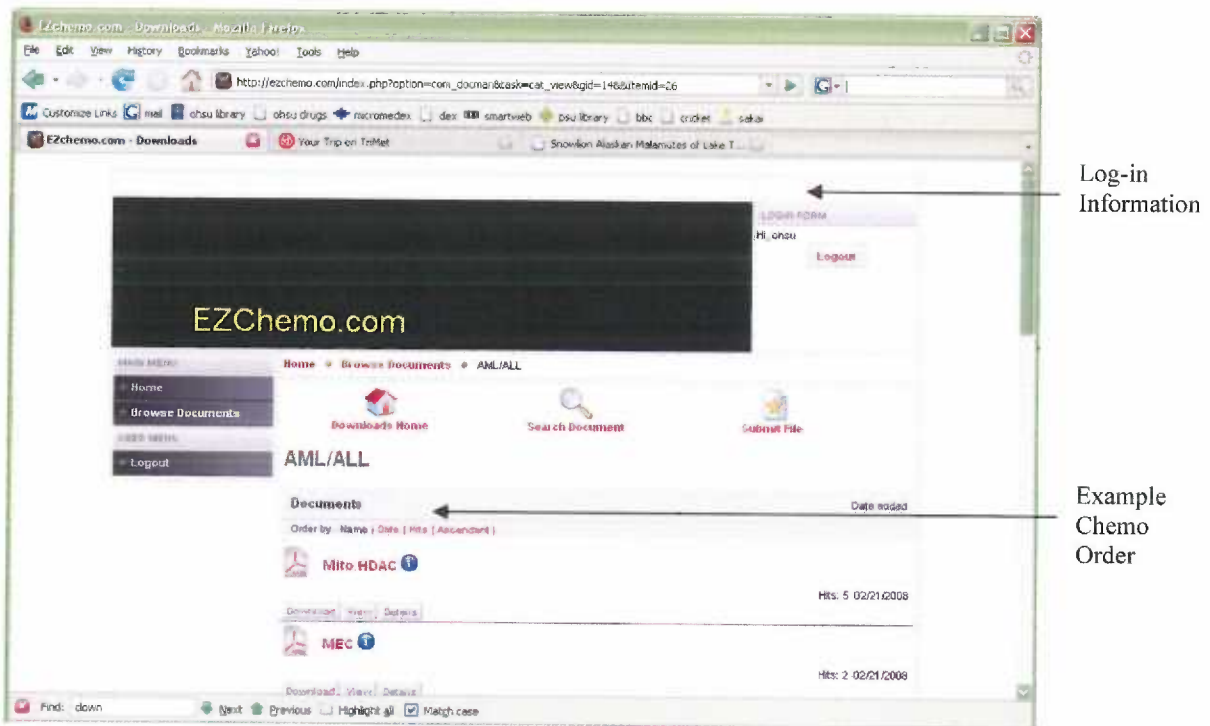 EZchemo.com - Downloads - Mozilla Firefox
File Edit View History Bookmarks Yahoo! Tools Help
http://ezchemo.com/index.php?option=com_docman&task=cat_view&gid=148&Itemid=26
Customize Links mail ohsu library ohsu drugs micromedex dex smartweb psu library bbc cricket sakai
EZchemo.com - Downloads Your Trip on TriMet Snowlion Alaskan Malamutes of Lake T...
Log-in
Information
LOGIN FORM
Hi, ohsu
Logout
EZChemo.com
MAIN MENU
Home
Browse Documents
USER MENU
Logout
Home Browse Documents AML/ALL
Downloads Home Search Document Submit File
AML/ALL
Documents Date added
Order by Name | Date | Hits [ Ascendant ]
Example
Chemo
Order
Mito HDAC
Hits: 5 02/21/2008
Download View Details
MEC
Hits: 2 02/21/2008
Download View Details
Find: down Next Previous Highlight all Match case